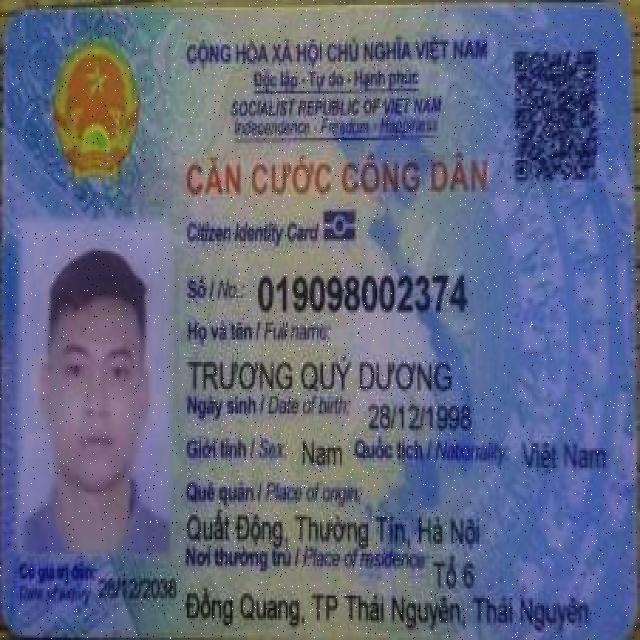 CỘNG HÒA XÃ HỘI CHỦ NGHĨA VIỆT NAM
Độc lập - Tự do - Hạnh phúc
SOCIALIST REPUBLIC OF VIET NAM
Independence - Freedom - Happiness
CĂN CƯỚC CÔNG DÂN
Citizen Identity Card
Số / No.: 019098002374
Họ và tên / Full name:
TRƯƠNG QUÝ DƯƠNG
Ngày sinh / Date of birth: 28/12/1998
Giới tính / Sex: Nam Quốc tịch / Nationality: Việt Nam
Quê quán / Place of origin:
Quất Động, Thường Tín, Hà Nội
Nơi thường trú / Place of residence: Tổ 6
Đồng Quang, TP Thái Nguyên, Thái Nguyên
Có giá trị đến: 28/12/2038
Date of expiry